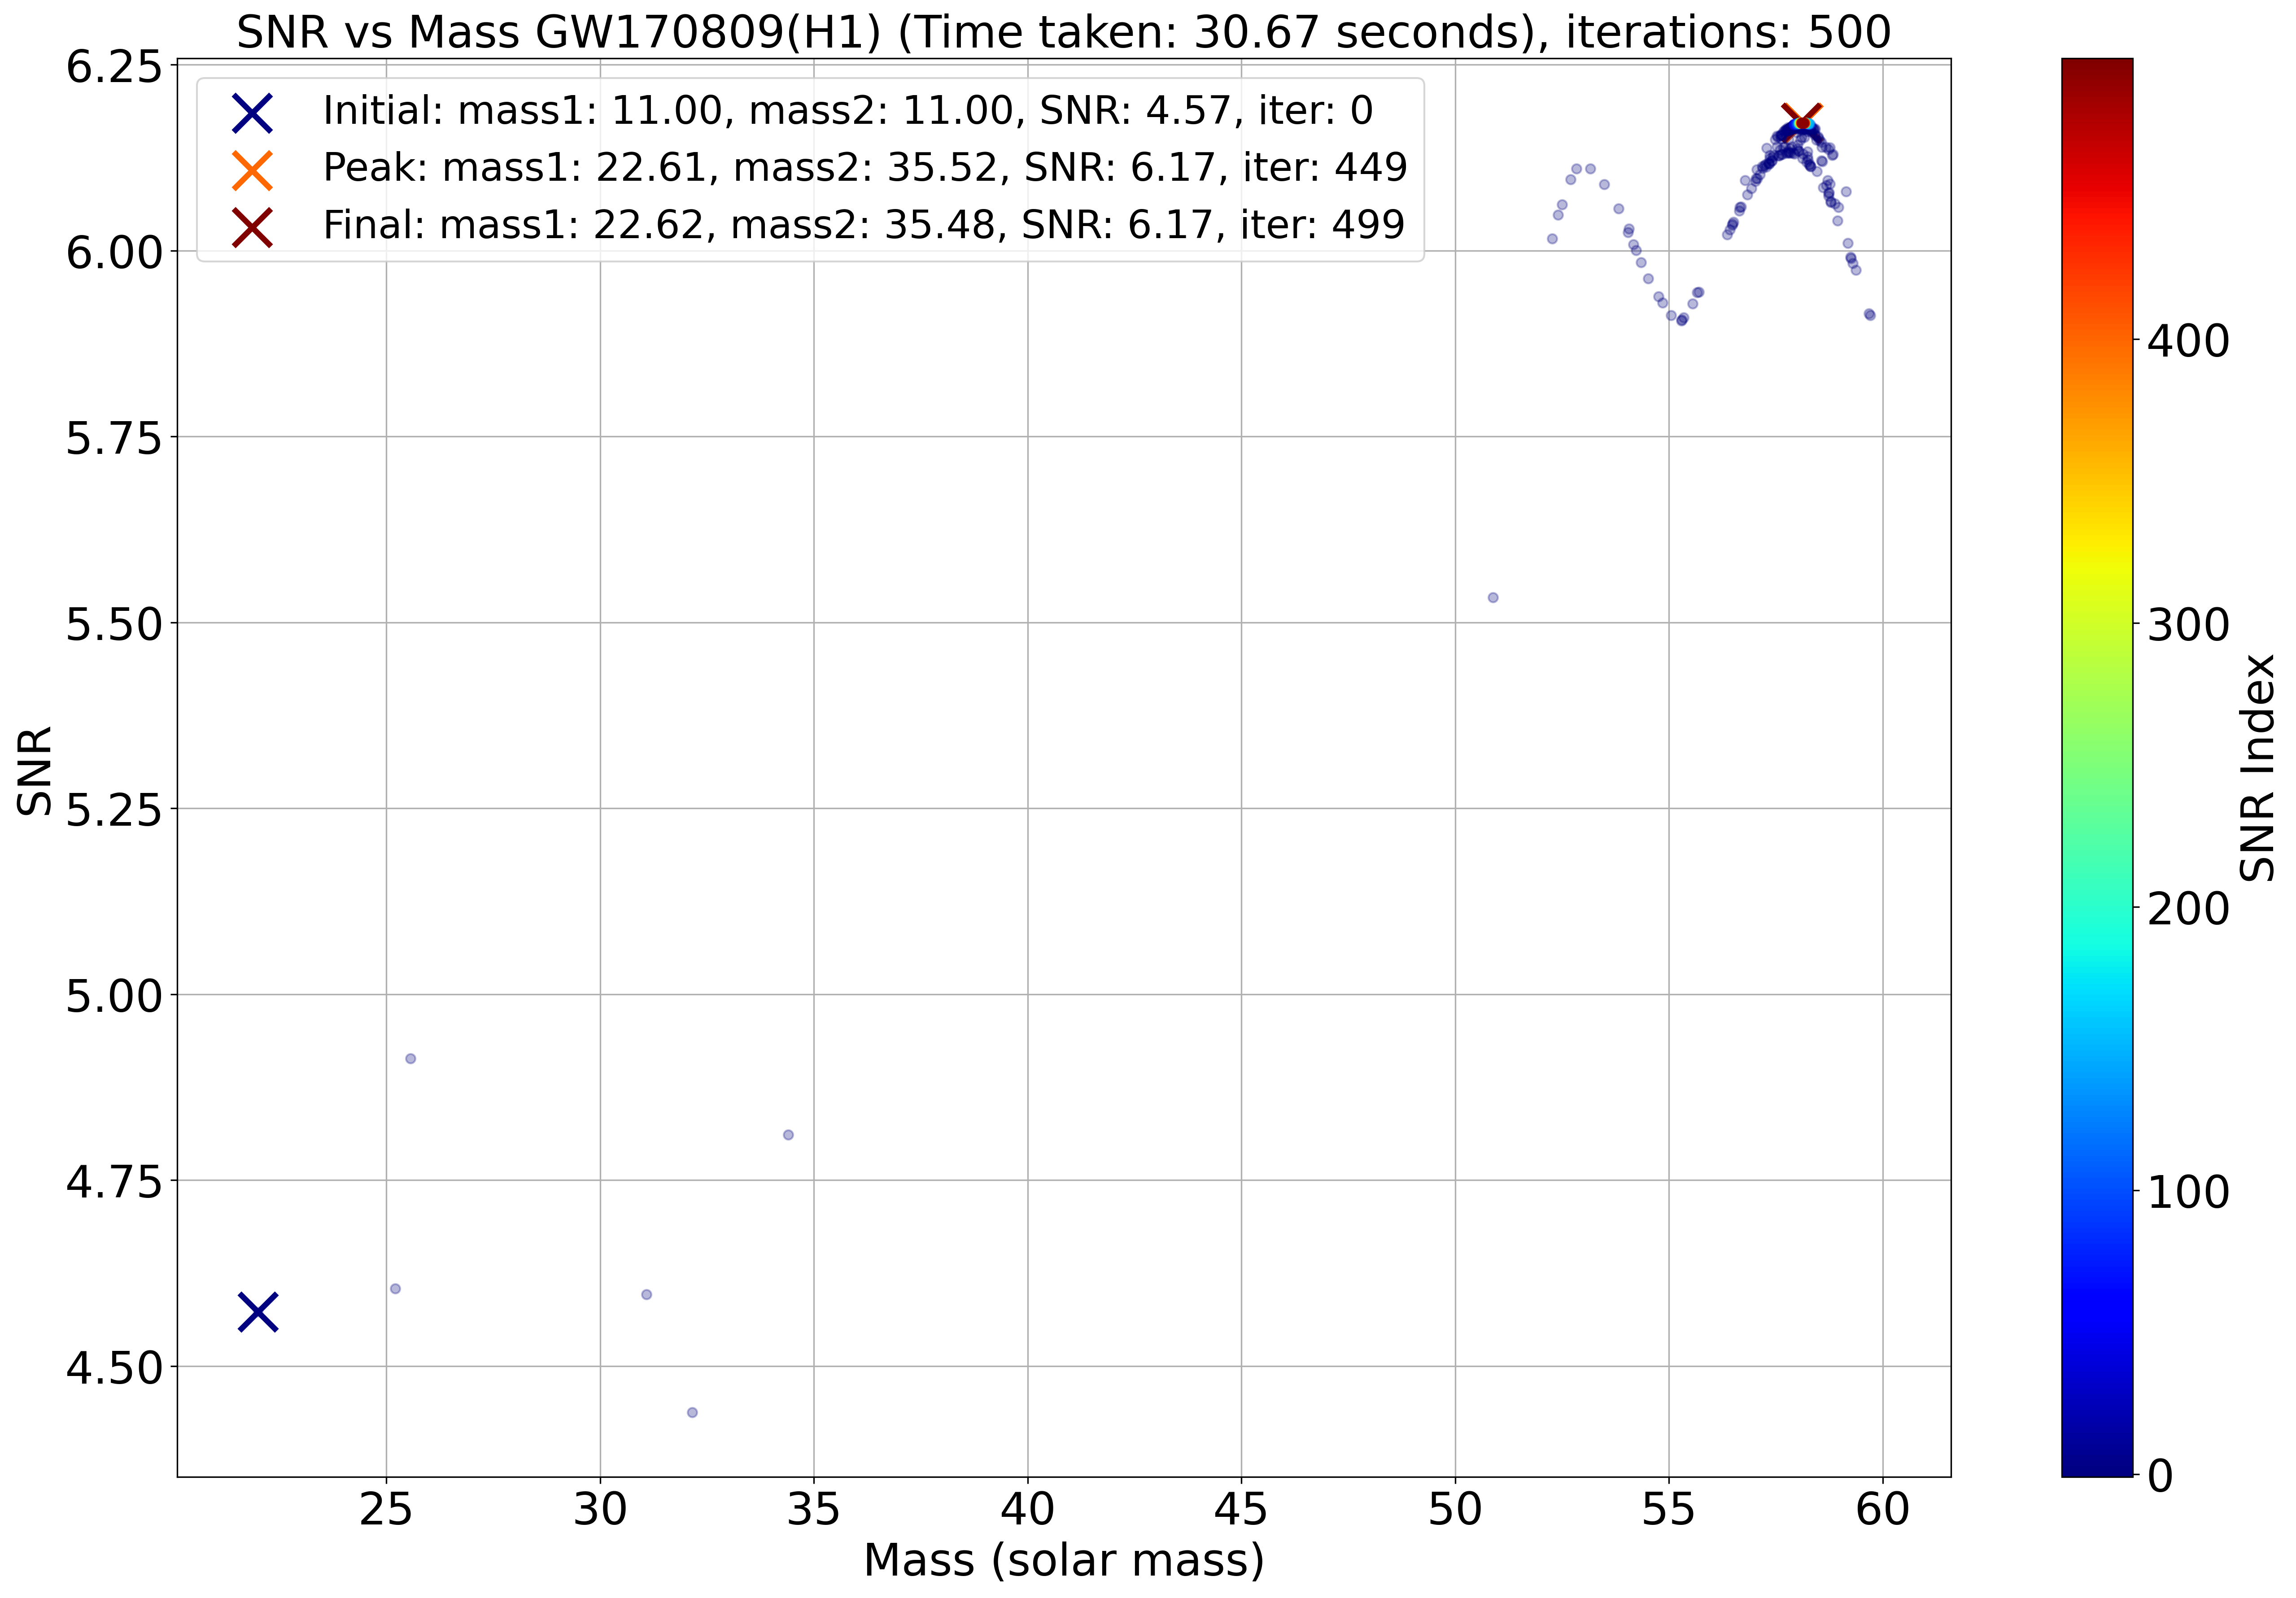 SNR vs Mass GW170809(H1) (Time taken: 30.67 seconds), iterations: 500
Initial: mass1: 11.00, mass2: 11.00, SNR: 4.57, iter: 0
Peak: mass1: 22.61, mass2: 35.52, SNR: 6.17, iter: 449
Final: mass1: 22.62, mass2: 35.48, SNR: 6.17, iter: 499
SNR
6.25
6.00
5.75
5.50
5.25
5.00
4.75
4.50
25 30 35 40 45 50 55 60
Mass (solar mass)
400
300
200
100
0
SNR Index